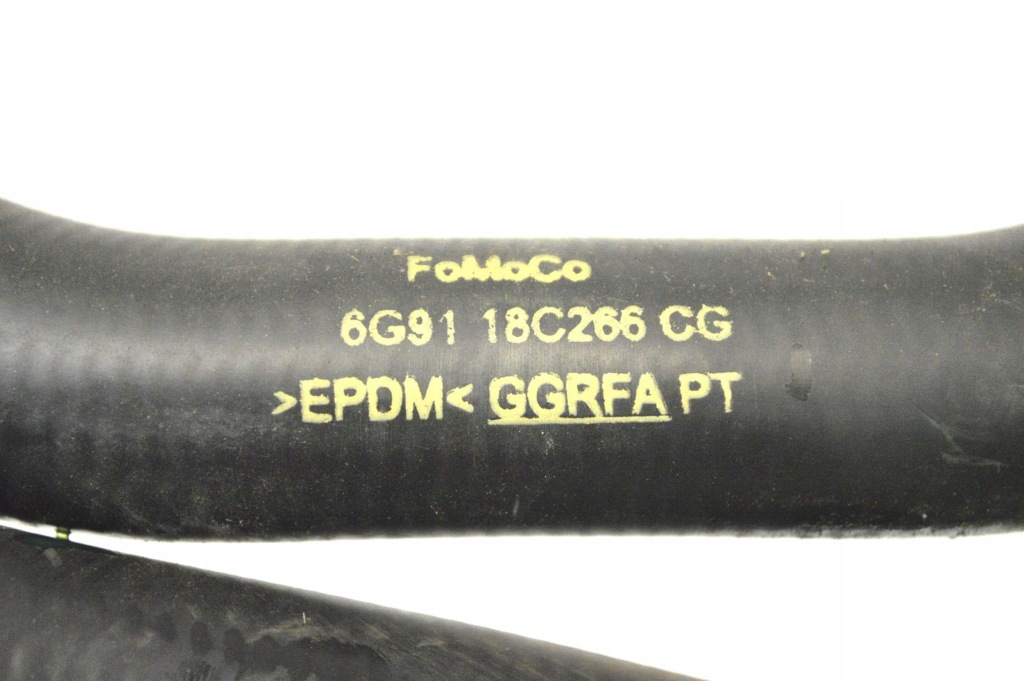 FoMoCo
6G91 18C266 CG
>EPDM< GGRFA PT